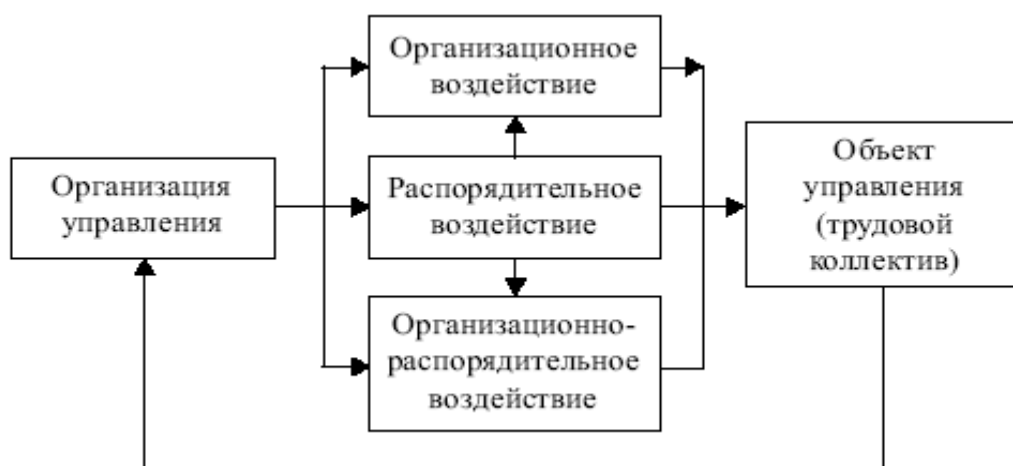 Организационное
воздействие
Организация
управления
Распорядительное
воздействие
Объект
управления
(трудовой
коллектив)
Организационно-
распорядительное
воздействие